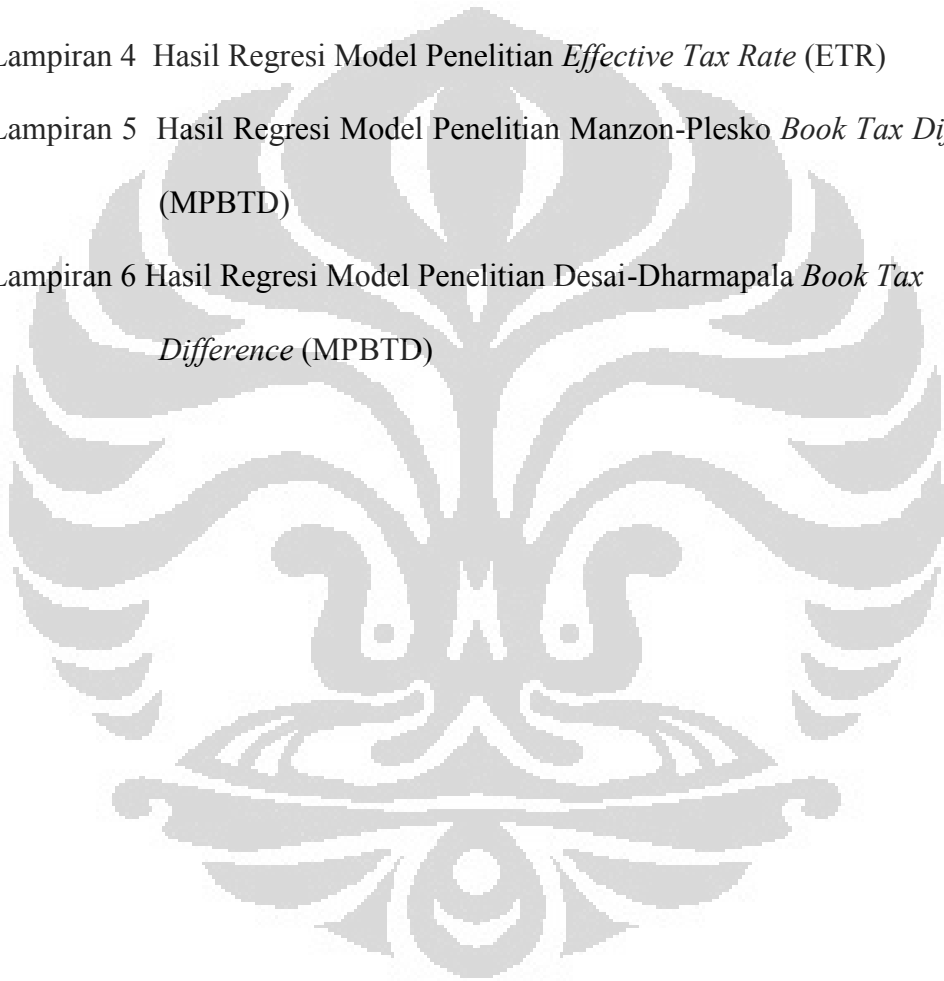 Lampiran 4 Hasil Regresi Model Penelitian Effective Tax Rate (ETR)
Lampiran 5 Hasil Regresi Model Penelitian Manzon-Plesko Book Tax
(MPBTD)
Lampiran 6 Hasil Regresi Model Penelitian Desai-Dharmapala Book Tax
Difference (MPBTD)